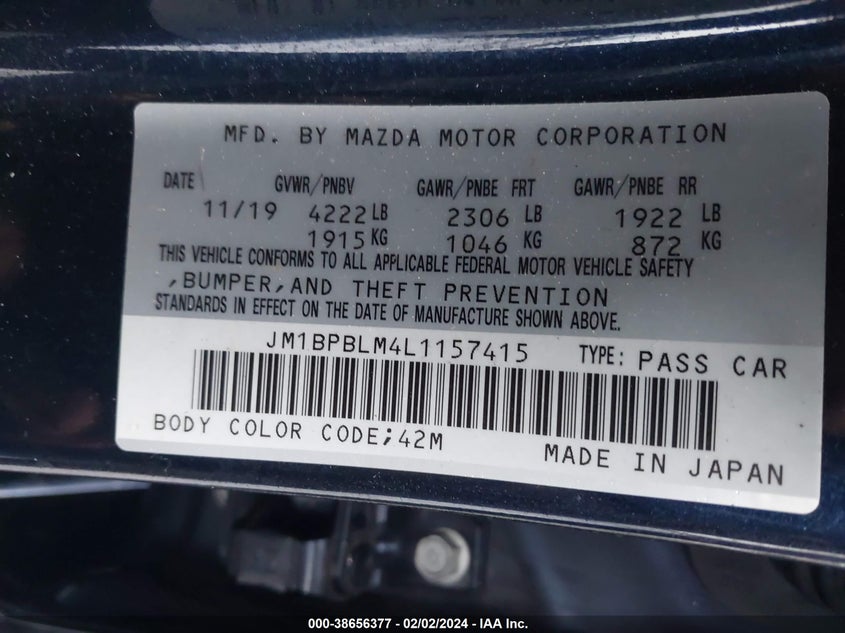 MFD. BY MAZDA MOTOR CORPORATION
DATE GVWR/PNBV GAWR/PNBE FRT GAWR/PNBE RR
11/19 4222 LB 2306 LB 1922 LB
1915 KG 1046 KG 872 KG
THIS VEHICLE CONFORMS TO ALL APPLICABLE FEDERAL MOTOR VEHICLE SAFETY
,BUMPER,AND THEFT PREVENTION
STANDARDS IN EFFECT ON THE DATE OF MANUFACTURE SHOWN ABOVE.
JM1BPBLM4L1157415 TYPE: PASS CAR
BODY COLOR CODE;42M
MADE IN JAPAN
000-38656377 - 02/02/2024 - IAA Inc.